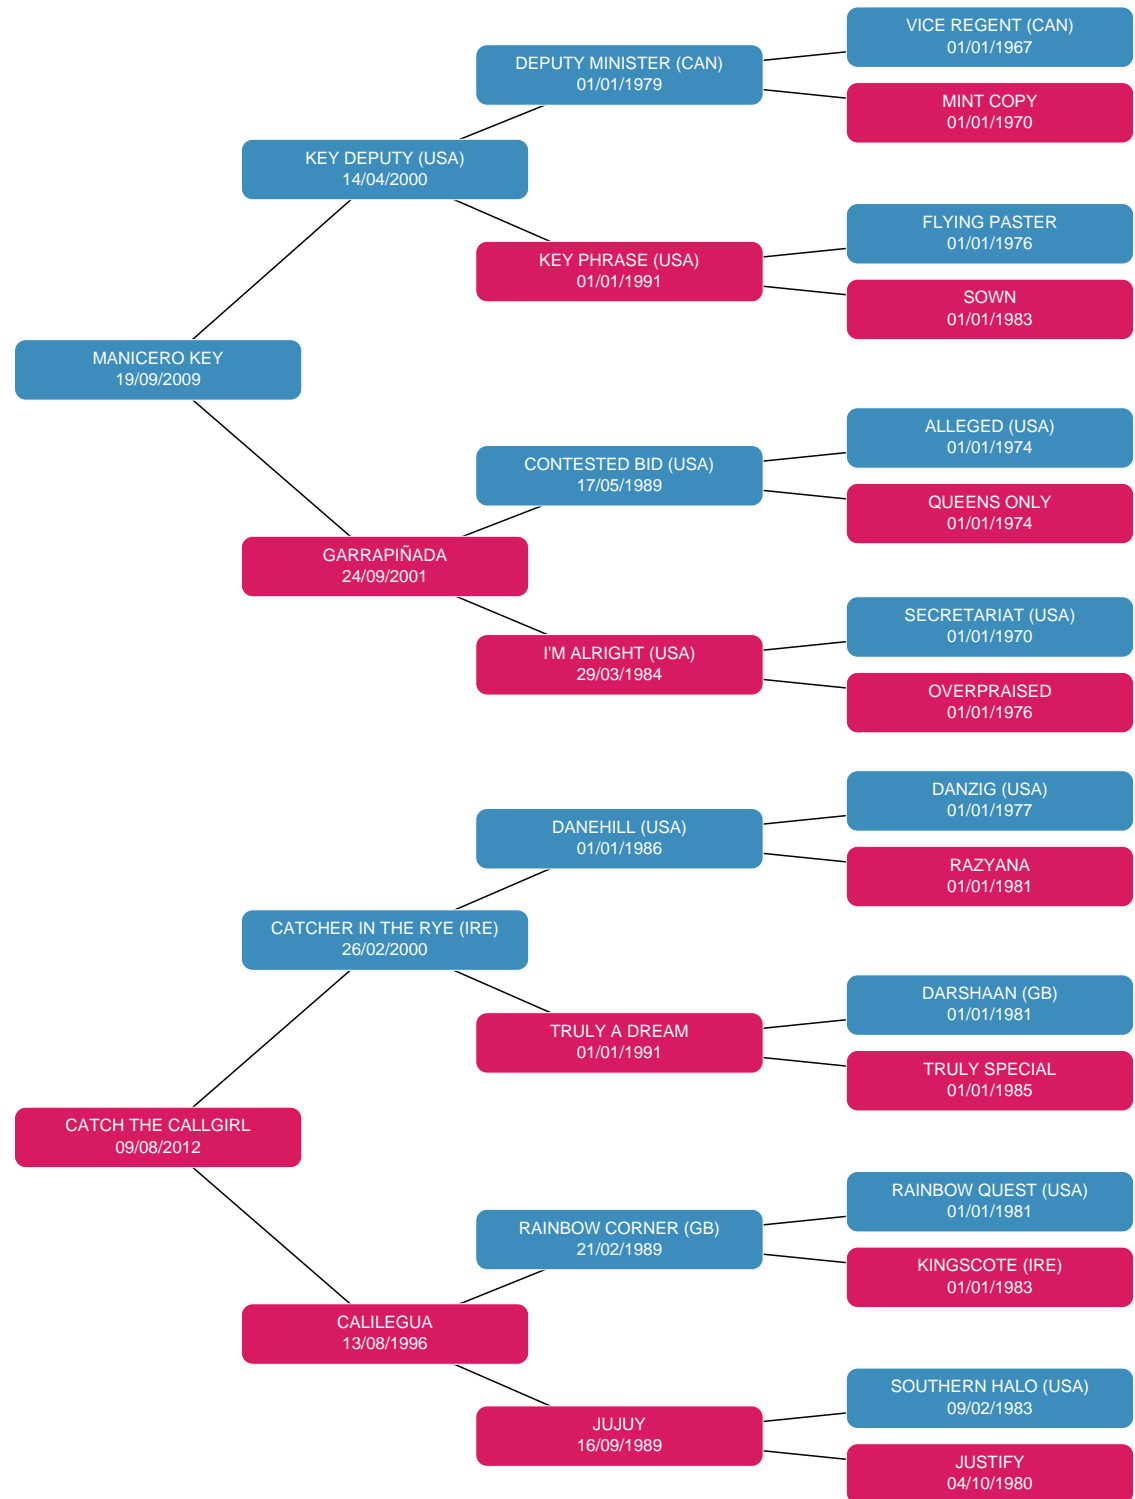 VICE REGENT (CAN)
01/01/1967
DEPUTY MINISTER (CAN)
01/01/1979
MINT COPY
01/01/1970
KEY DEPUTY (USA)
14/04/2000
FLYING PASTER
01/01/1976
KEY PHRASE (USA)
01/01/1991
SOWN
01/01/1983
MANICERO KEY
19/09/2009
ALLEGED (USA)
01/01/1974
CONTESTED BID (USA)
17/05/1989
QUEENS ONLY
01/01/1974
GARRAPIÑADA
24/09/2001
SECRETARIAT (USA)
01/01/1970
I'M ALRIGHT (USA)
29/03/1984
OVERPRAISED
01/01/1976
DANZIG (USA)
01/01/1977
DANEHILL (USA)
01/01/1986
RAZYANA
01/01/1981
CATCHER IN THE RYE (IRE)
26/02/2000
DARSHAAN (GB)
01/01/1981
TRULY A DREAM
01/01/1991
TRULY SPECIAL
01/01/1985
CATCH THE CALLGIRL
09/08/2012
RAINBOW QUEST (USA)
01/01/1981
RAINBOW CORNER (GB)
21/02/1989
KINGSCOTE (IRE)
01/01/1983
CALILEGUA
13/08/1996
SOUTHERN HALO (USA)
09/02/1983
JUJUY
16/09/1989
JUSTIFY
04/10/1980